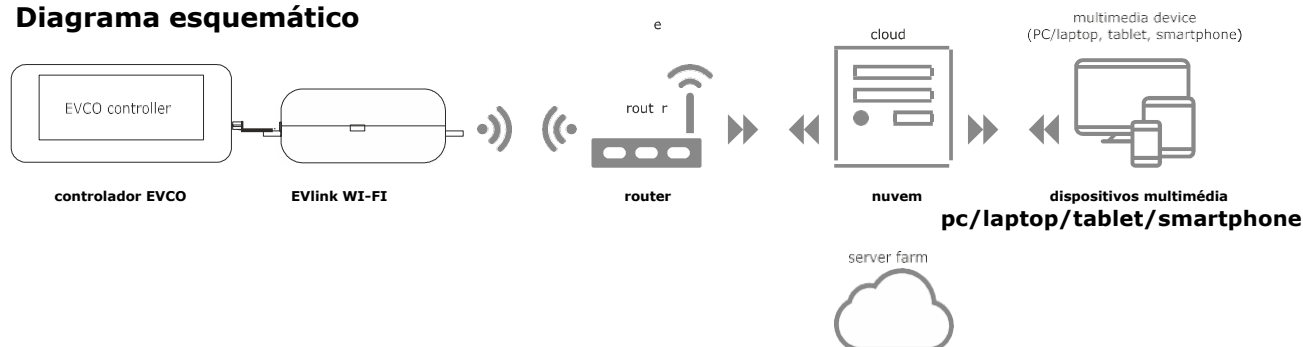 Diagrama esquemático
e
cloud
multimedia device
(PC/laptop, tablet, smartphone)
EVCO controller
rout r
controlador EVCO
EVlink WI-FI
router
nuvem
dispositivos multimédia
pc/laptop/tablet/smartphone
server farm